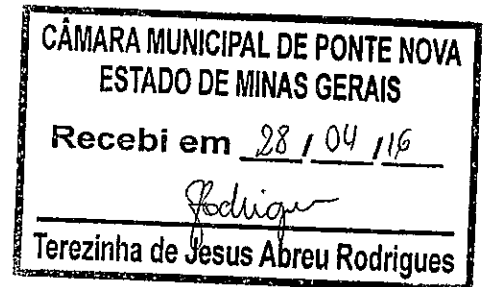 CÂMARA MUNICIPAL DE PONTE NOVA
ESTADO DE MINAS GERAIS
Recebi em 28 / 04 / 16
Rodrigues
Terezinha de Jesus Abreu Rodrigues